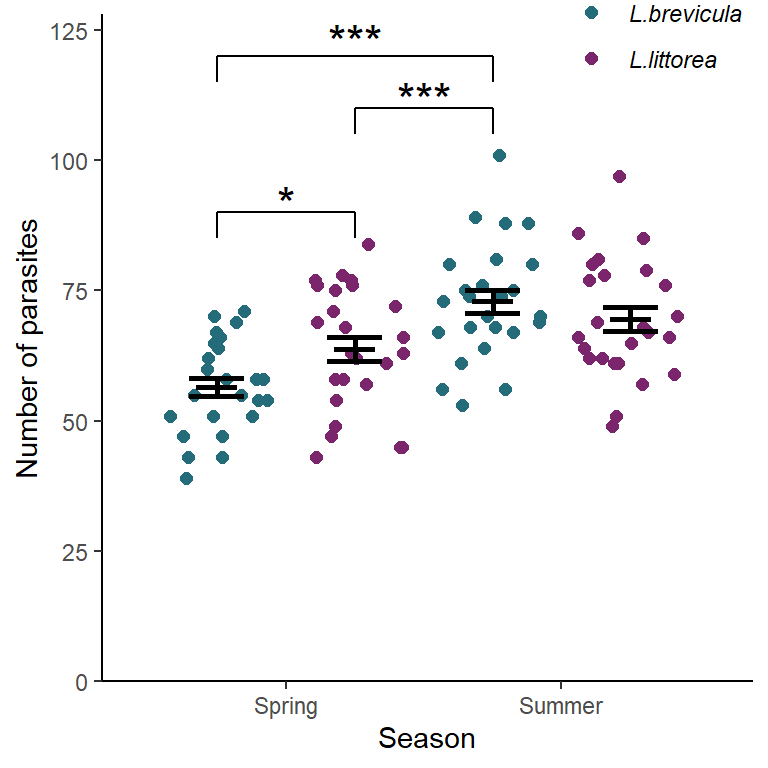 L.brevicula
L.littorea
125
100
75
50
25
0
***
***
*
Number of parasites
Spring
Summer
Season